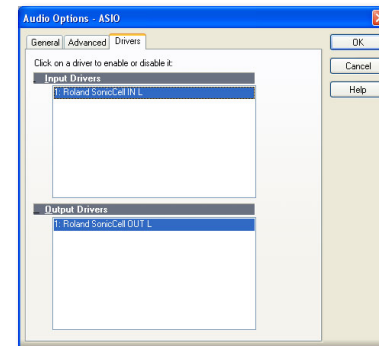 Audio Options - ASIO
General Advanced Drivers
OK
Click on a driver to enable or disable it:
Cancel
Input Drivers
Help
1: Roland SonicCell IN L
Output Drivers
1: Roland SonicCell OUT L